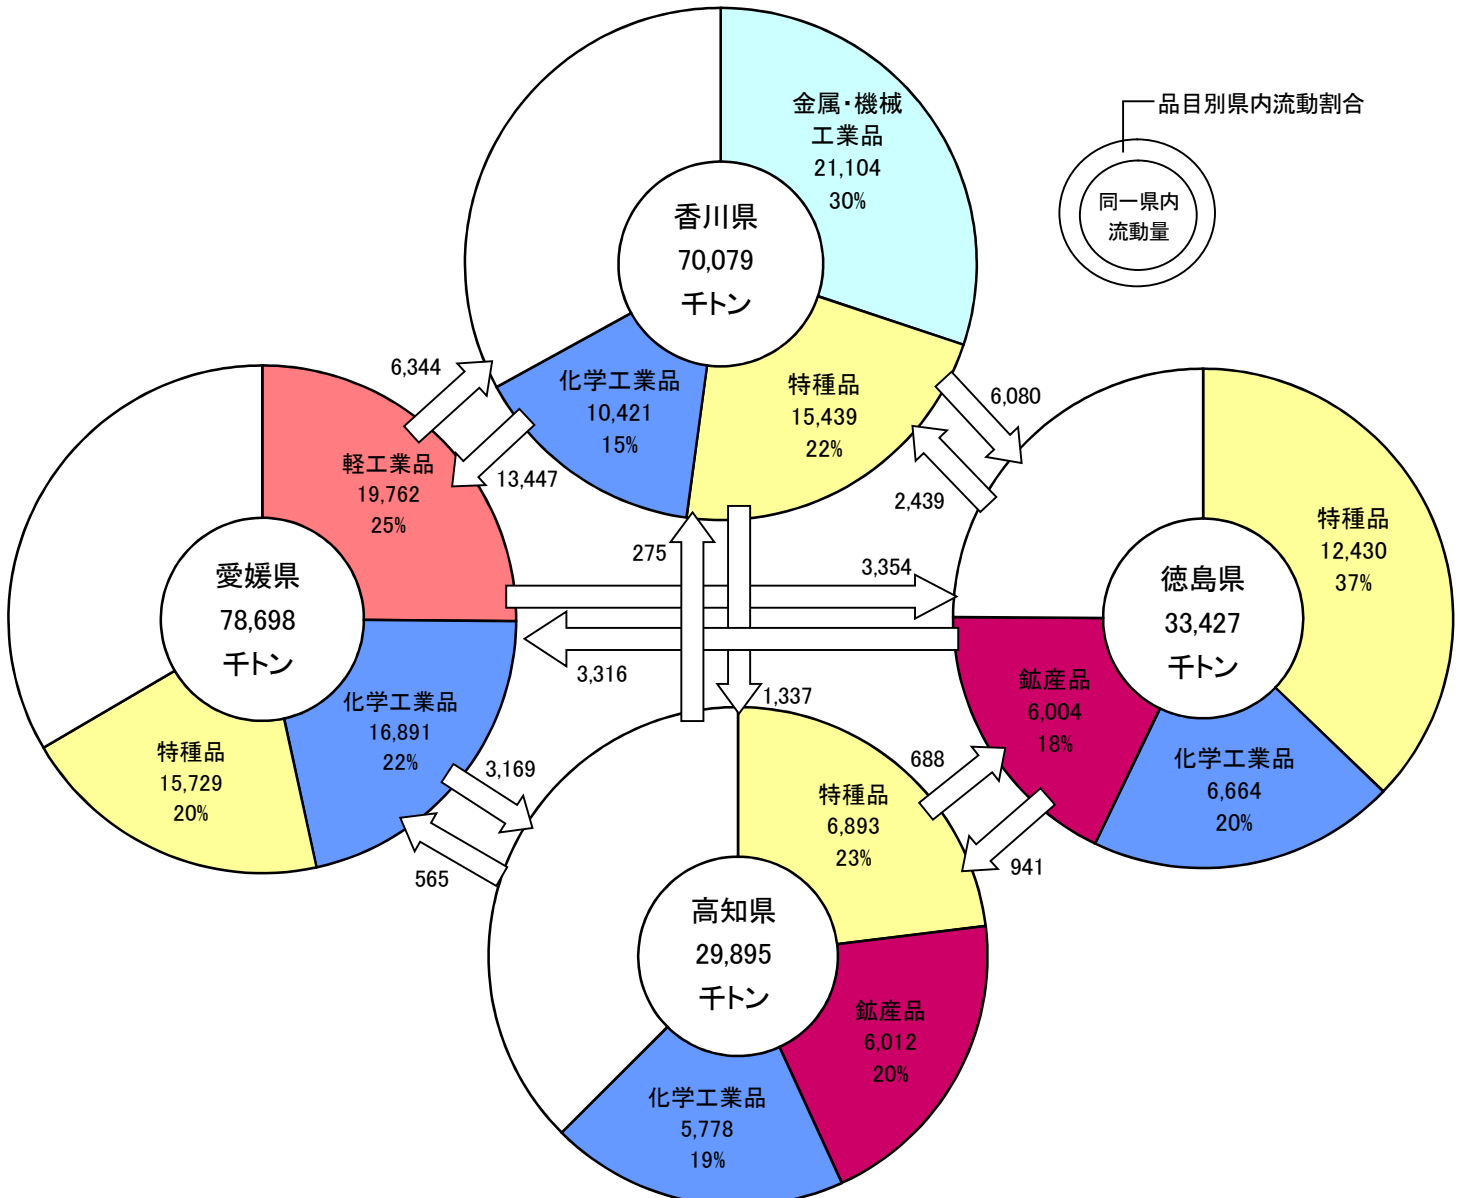 品目別県内流動割合
同一県内
流動量
金属・機械
工業品
21,104
30%
香川県
70,079
千トン
化学工業品
10,421
15%
特種品
15,439
22%
6,344
13,447
6,080
2,439
軽工業品
19,762
25%
愛媛県
78,698
千トン
化学工業品
16,891
22%
特種品
15,729
20%
275
3,354
3,316
1,337
特種品
12,430
37%
徳島県
33,427
千トン
鉱産品
6,004
18%
化学工業品
6,664
20%
3,169
565
688
941
特種品
6,893
23%
高知県
29,895
千トン
鉱産品
6,012
20%
化学工業品
5,778
19%